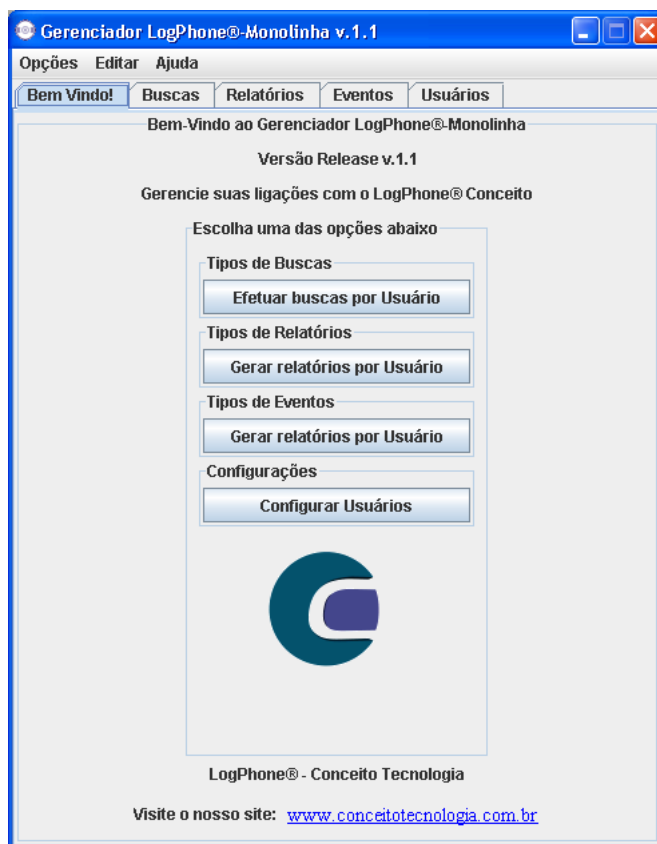 Gerenciador LogPhone®-Monolinha v.1.1
Opções Editar Ajuda
Bem Vindo! Buscas Relatórios Eventos Usuários
Bem-Vindo ao Gerenciador LogPhone®-Monolinha
Versão Release v.1.1
Gerencie suas ligações com o LogPhone® Conceito
Escolha uma das opções abaixo
Tipos de Buscas
Efetuar buscas por Usuário
Tipos de Relatórios
Gerar relatórios por Usuário
Tipos de Eventos
Gerar relatórios por Usuário
Configurações
Configurar Usuários
LogPhone® - Conceito Tecnologia
Visite o nosso site: www.conceitotecnologia.com.br